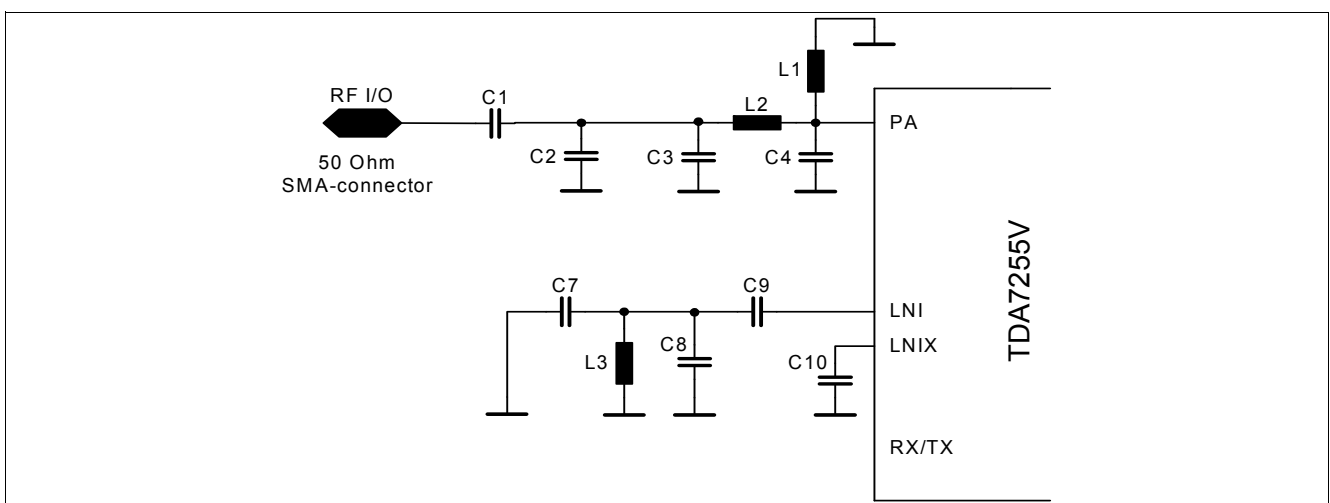 L1
RF I/O
C1
L2
PA
50 Ohm
SMA-connector
C2
C3
C4
TDA7255V
C7
C9
LNI
L3
C8
C10
LNIX
RX/TX